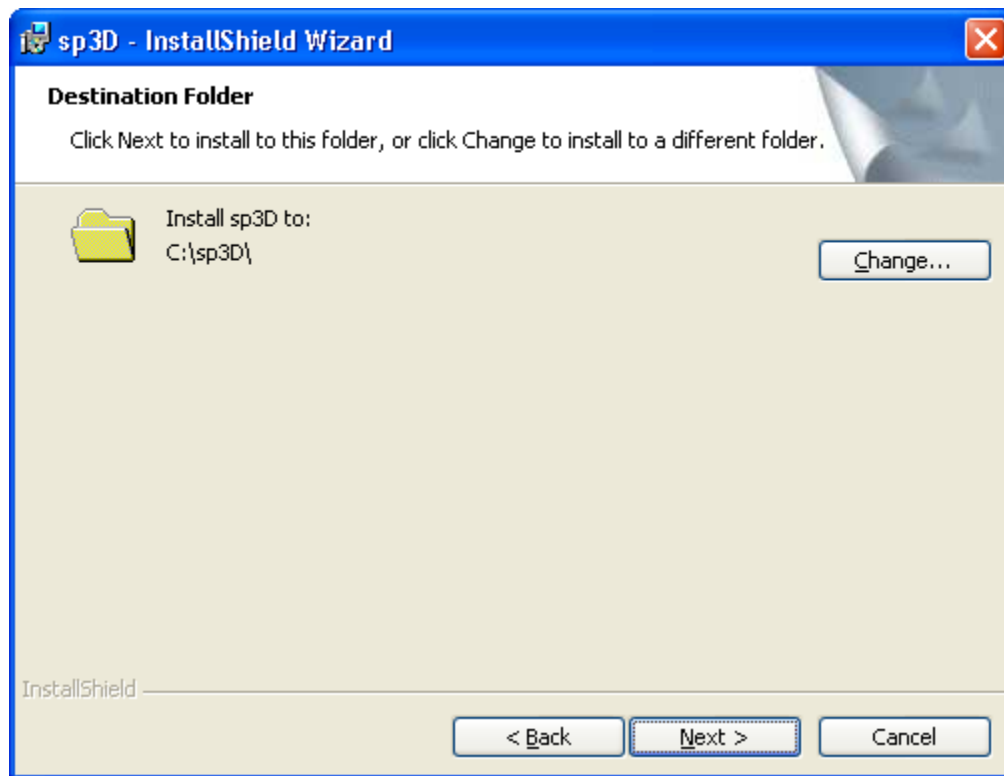 sp3D - InstallShield Wizard
Destination Folder
Click Next to install to this folder, or click Change to install to a different folder.
Install sp3D to:
C:\sp3D\
Change...
InstallShield
< Back
Next >
Cancel